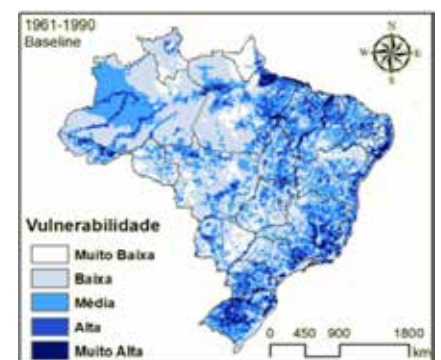 1961-1990
Baseline
N
W
E
S
Vulnerabilidade
Muito Baixa
Baixa
Média
Alta
Muito Alta
0 450 900 1800
km